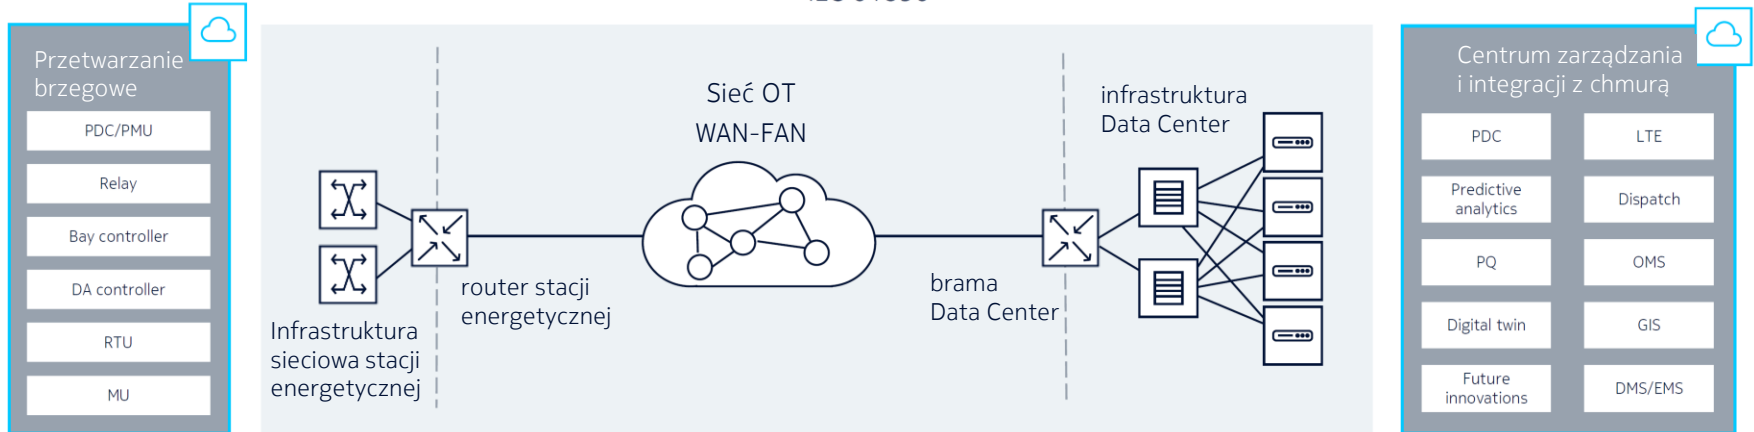 Przetwarzanie
brzegowe
PDC/PMU
Relay
Bay controller
DA controller
RTU
MU
Sieć OT
WAN-FAN
infrastruktura
Data Center
router stacji
energetycznej
Infrastruktura
sieciowa stacji
energetycznej
brama
Data Center
Centrum zarządzania
i integracji z chmurą
PDC
LTE
Predictive
analytics
Dispatch
PQ
OMS
Digital twin
GIS
Future
innovations
DMS/EMS